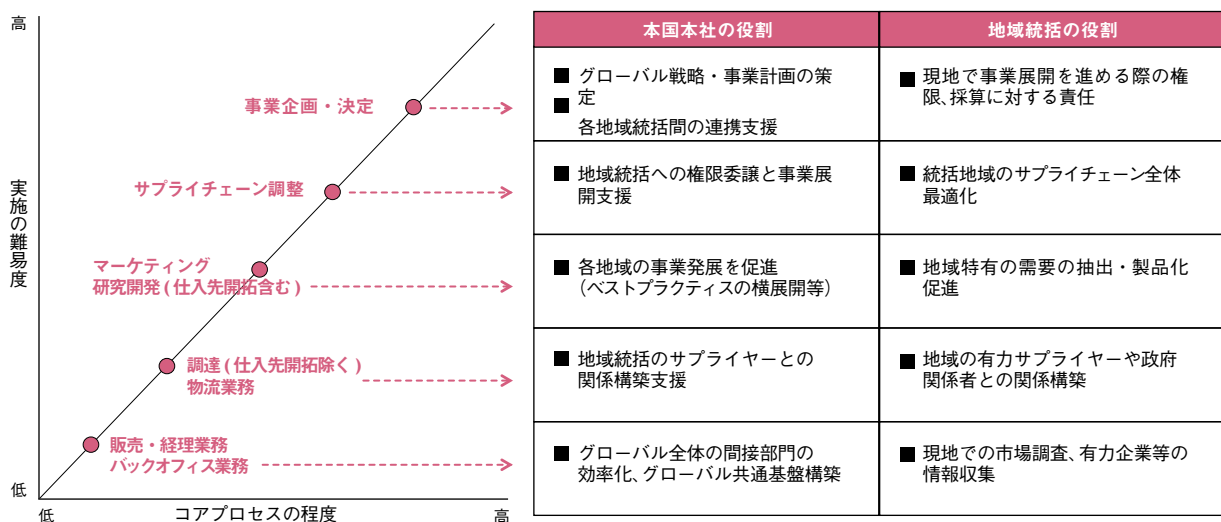 高
実施の難易度
低
低
コアプロセスの程度
高
事業企画・決定
サプライチェーン調整
マーケティング
研究開発(仕入先開拓含む)
調達(仕入先開拓除く)
物流業務
販売・経理業務
バックオフィス業務
本国本社の役割
地域統括の役割
■ グローバル戦略・事業計画の策
定
■
各地域統括間の連携支援
■ 現地で事業展開を進める際の権
限、採算に対する責任
■ 地域統括への権限委譲と事業展
開支援
■ 統括地域のサプライチェーン全体
最適化
■ 各地域の事業発展を促進
（ベストプラクティスの横展開等）
■ 地域特有の需要の抽出・製品化
促進
■ 地域統括のサプライヤーとの
関係構築支援
■ 地域の有力サプライヤーや政府
関係者との関係構築
■ グローバル全体の間接部門の
効率化、グローバル共通基盤構築
■ 現地での市場調査、有力企業等の
情報収集